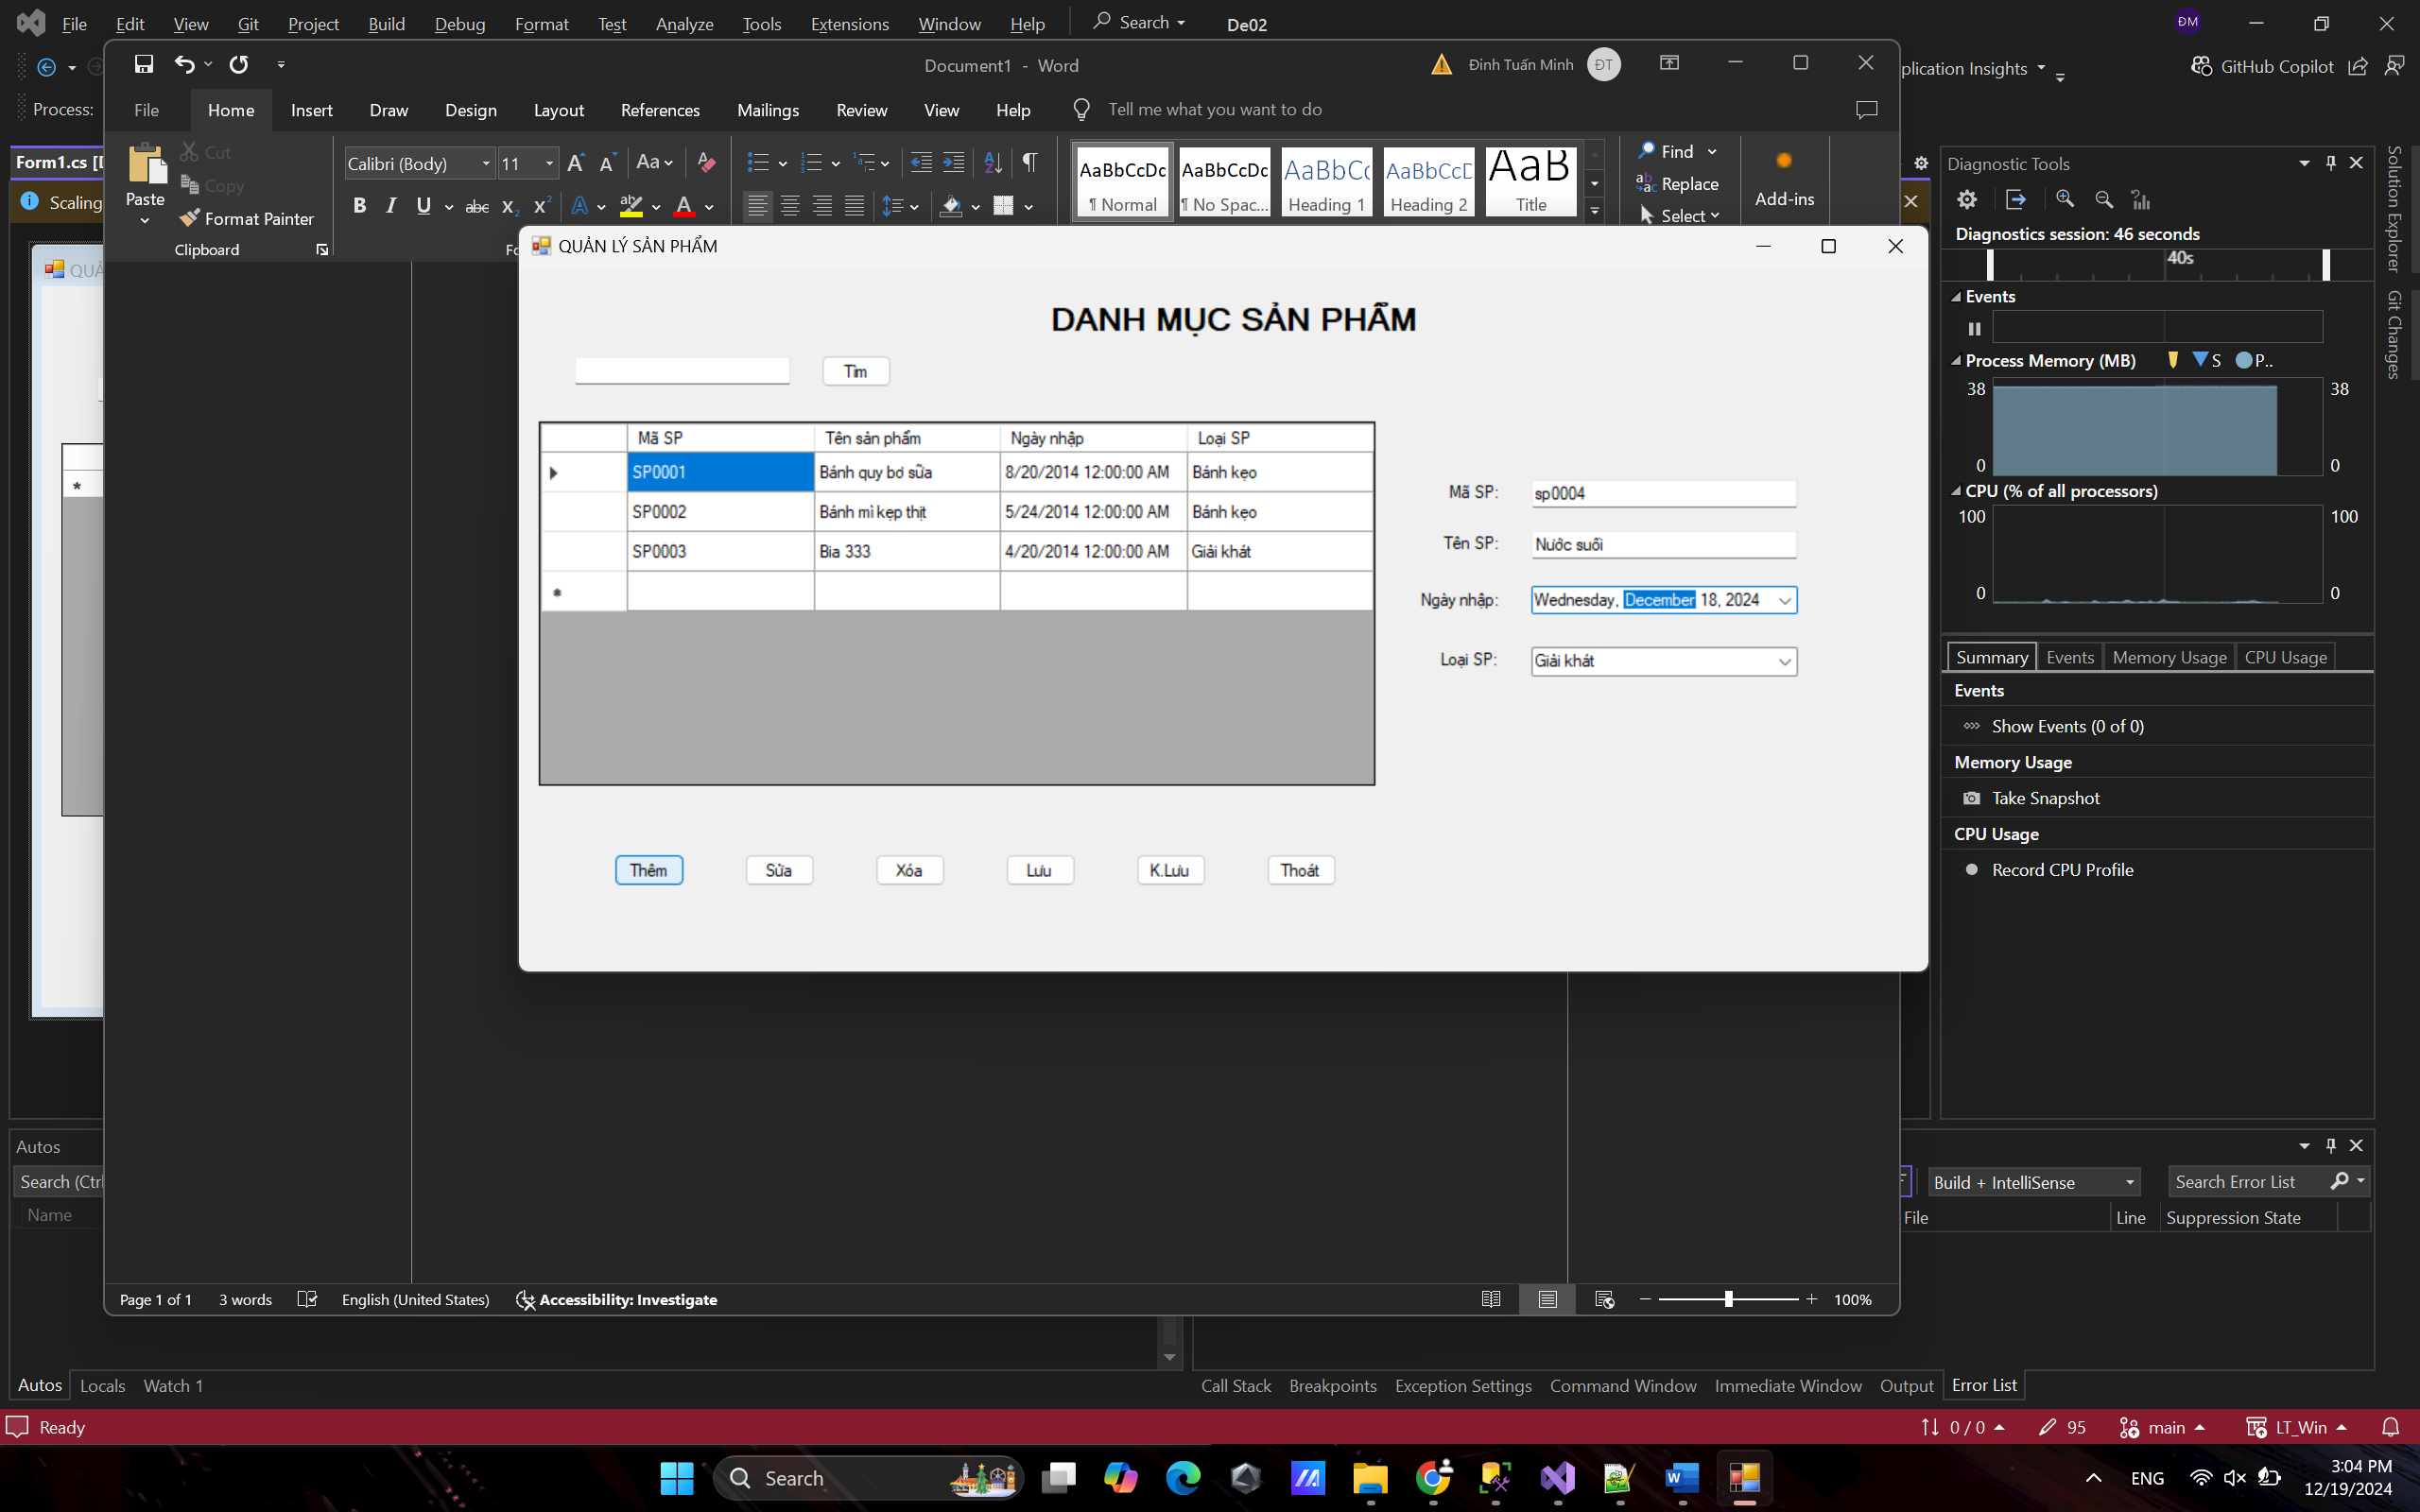 File Edit View Git Project Build Debug Format Test Analyze Tools Extensions Window Help Search De02 ĐM
Document1 - Word Đinh Tuấn Minh ĐT
plication Insights GitHub Copilot
Process:
File Home Insert Draw Design Layout References Mailings Review View Help Tell me what you want to do
Form1.cs [D
Scaling
Paste
Cut
Copy
Format Painter
Clipboard
Calibri (Body) 11
AaBbCcDc AaBbCcDc AaBbCc AaBbCcD AaB
¶ Normal ¶ No Spac... Heading 1 Heading 2 Title
Find
Replace
Select
Add-ins
Fo
QUẢ
QUẢN LÝ SẢN PHẨM
DANH MỤC SẢN PHẨM
Tìm
Mã SP Tên sản phẩm Ngày nhập Loại SP
SP0001 Bánh quy bơ sữa 8/20/2014 12:00:00 AM Bánh kẹo
SP0002 Bánh mì kẹp thịt 5/24/2014 12:00:00 AM Bánh kẹo
SP0003 Bia 333 4/20/2014 12:00:00 AM Giải khát
Mã SP: sp0004
Tên SP: Nước suối
Ngày nhập: Wednesday, December 18, 2024
Loại SP: Giải khát
Thêm Sửa Xóa Lưu K.Lưu Thoát
Diagnostic Tools
Diagnostics session: 46 seconds
40s
Events
Process Memory (MB) S P..
38 38
0 0
CPU (% of all processors)
100 100
0 0
Summary Events Memory Usage CPU Usage
Events
Show Events (0 of 0)
Memory Usage
Take Snapshot
CPU Usage
Record CPU Profile
Solution Explorer
Git Changes
Autos
Search (Ctrl
Name
Build + IntelliSense Search Error List
File Line Suppression State
Page 1 of 1 3 words English (United States) Accessibility: Investigate 100%
Autos Locals Watch 1
Call Stack Breakpoints Exception Settings Command Window Immediate Window Output Error List
Ready 0 / 0 95 main LT_Win
Search
ENG 3:04 PM
12/19/2024